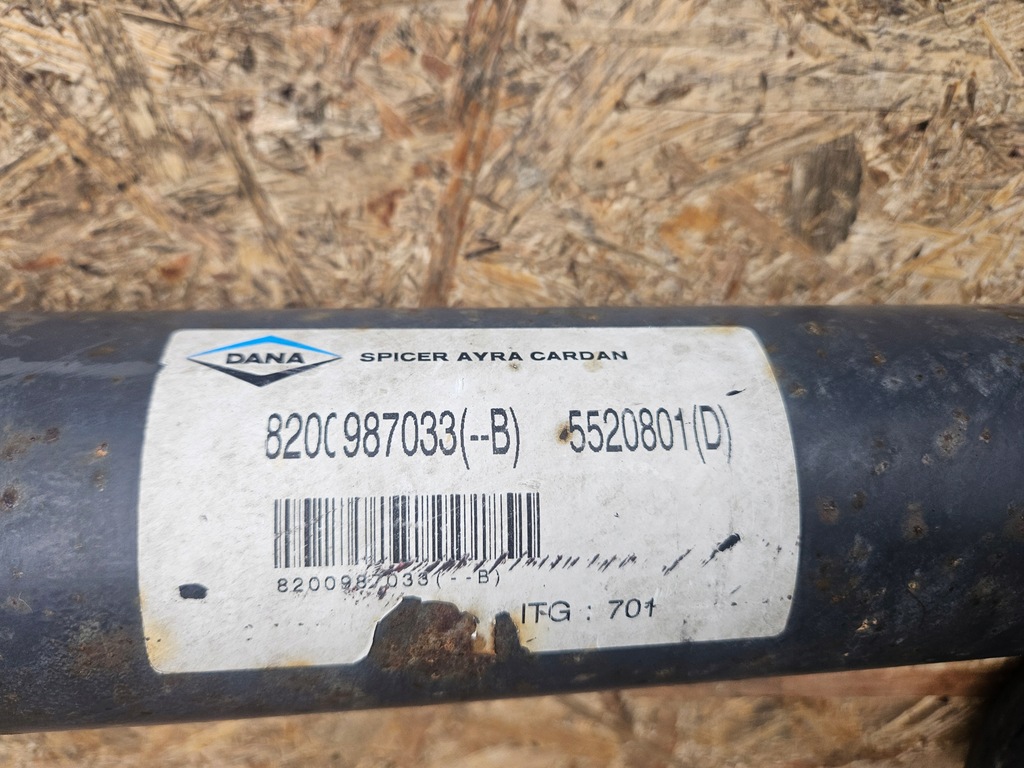 DANA SPICER AYRA CARDAN
8200987033(--B) 5520801(D)
8200987033(--B)
ITG : 701